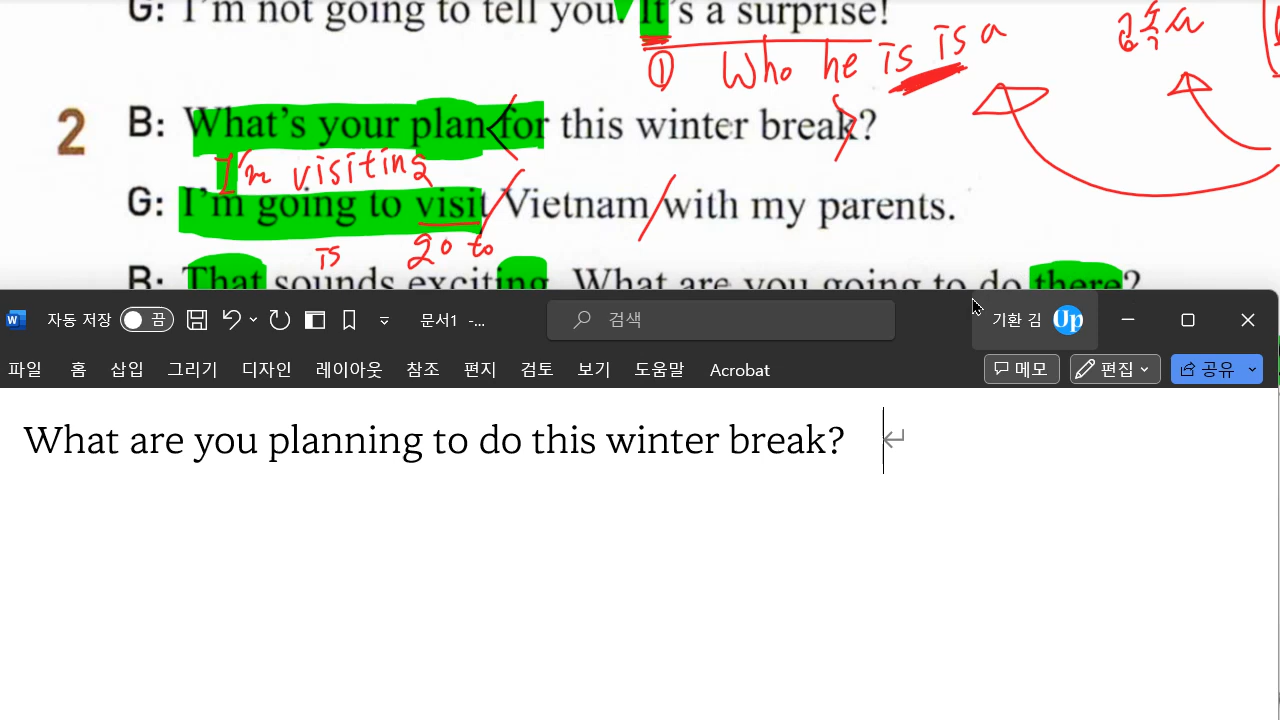 G: I'm not going to tell you. It's a surprise!
① Who he is is a
접속사
2 B: What's your plan for this winter break?
I'm visiting
G: I'm going to visit Vietnam with my parents.
is go to
B: That sounds exciting. What are you going to do there?
자동 저장 끔 문서1 -... 검색 기환 김 Up
파일 홈 삽입 그리기 디자인 레이아웃 참조 편지 검토 보기 도움말 Acrobat 메모 편집 공유
What are you planning to do this winter break?